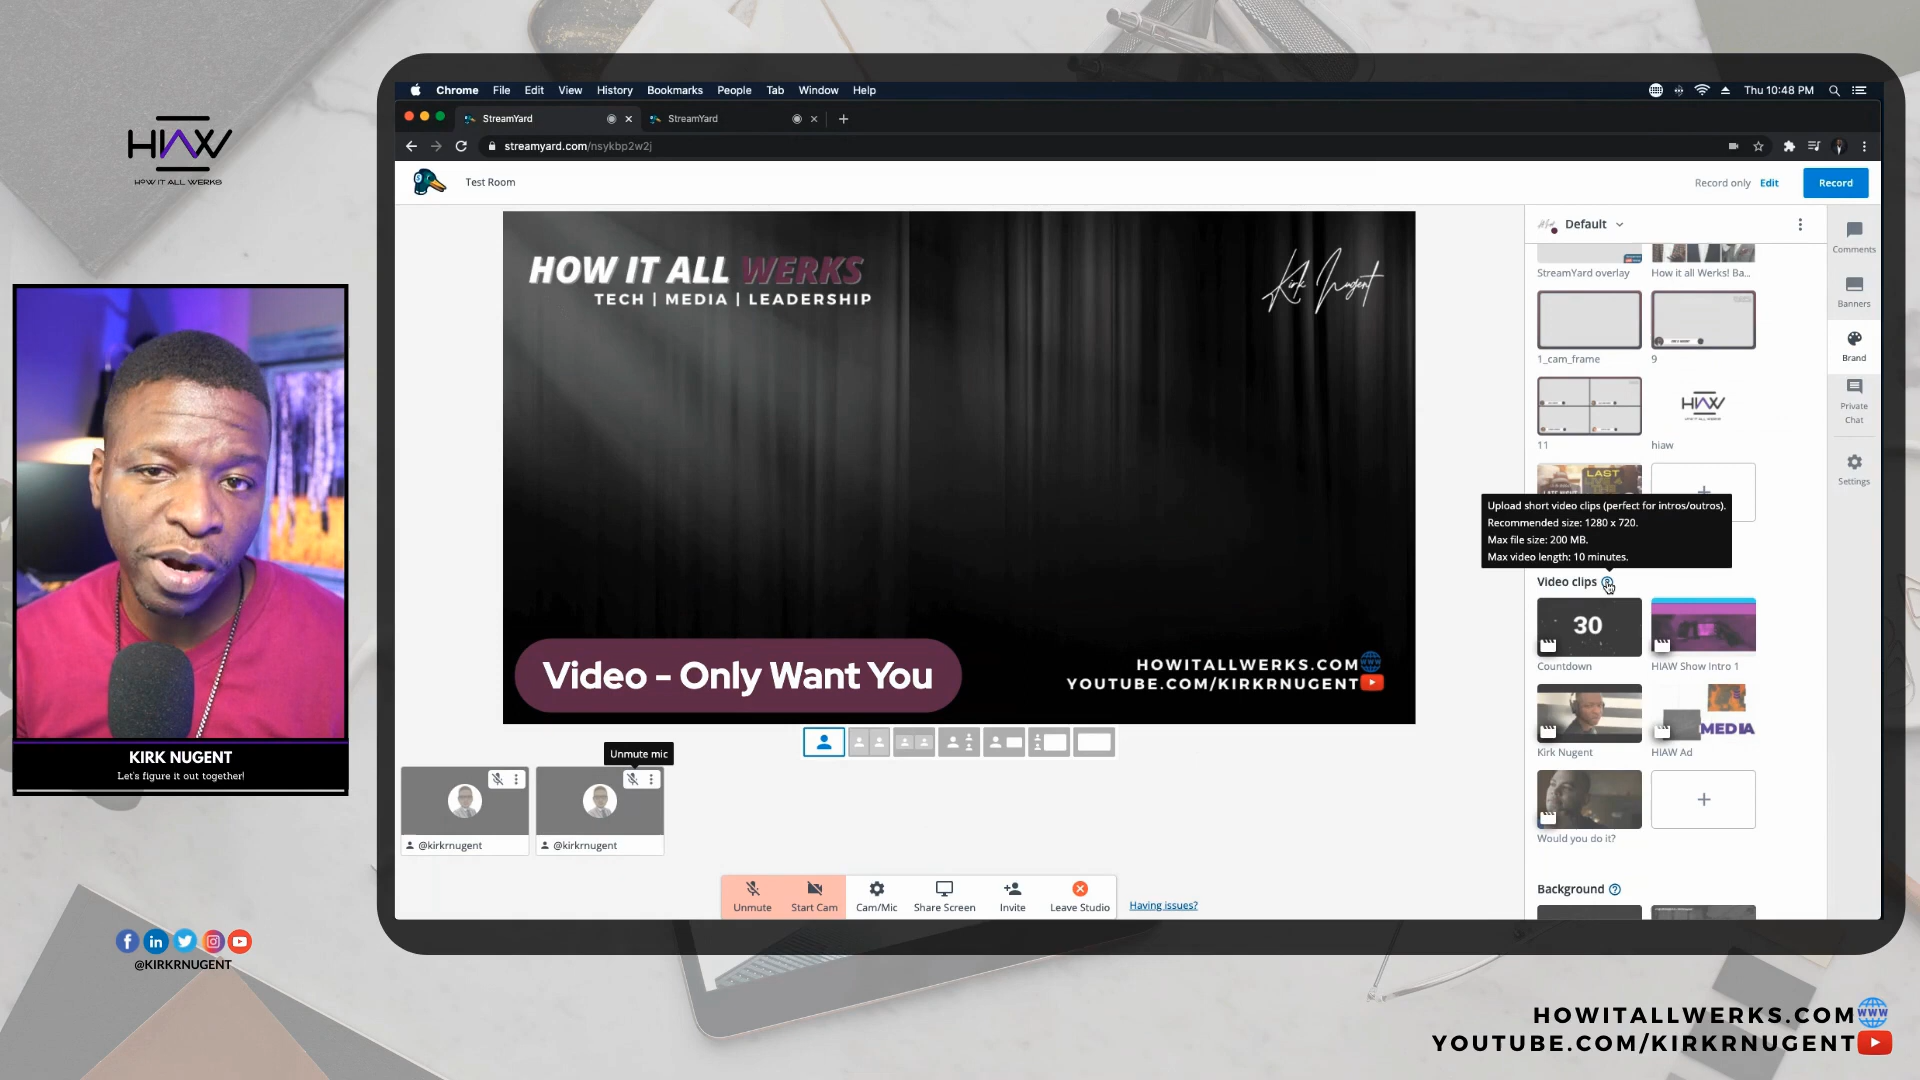 HIAW
HOW IT ALL WERKS
KIRK NUGENT
Let's figure it out together!
@KIRKRNUGENT
Chrome File Edit View History Bookmarks People Tab Window Help
Thu 10:48 PM
StreamYard
StreamYard
streamyard.com/nsykbp2w2j
Test Room
Record only Edit Record
HOW IT ALL WERKS
TECH | MEDIA | LEADERSHIP
Kirk Nugent
Video - Only Want You
HOWITALLWERKS.COM
YOUTUBE.COM/KIRKRNUGENT
Unmute mic
@kirkrnugent
@kirkrnugent
Unmute
Start Cam
Cam/Mic
Share Screen
Invite
Leave Studio
Having issues?
Default
StreamYard overlay
How it all Werks! Ba...
1_cam_frame
9
11
HIAW
hiaw
LAST
Upload short video clips (perfect for intros/outros).
Recommended size: 1280 x 720.
Max file size: 200 MB.
Max video length: 10 minutes.
Video clips
30
Countdown
HIAW Show Intro 1
Kirk Nugent
MEDIA
HIAW Ad
Would you do it?
Background
Comments
Banners
Brand
Private
Chat
Settings
HOWITALLWERKS.COM
WWW
YOUTUBE.COM/KIRKRNUGENT